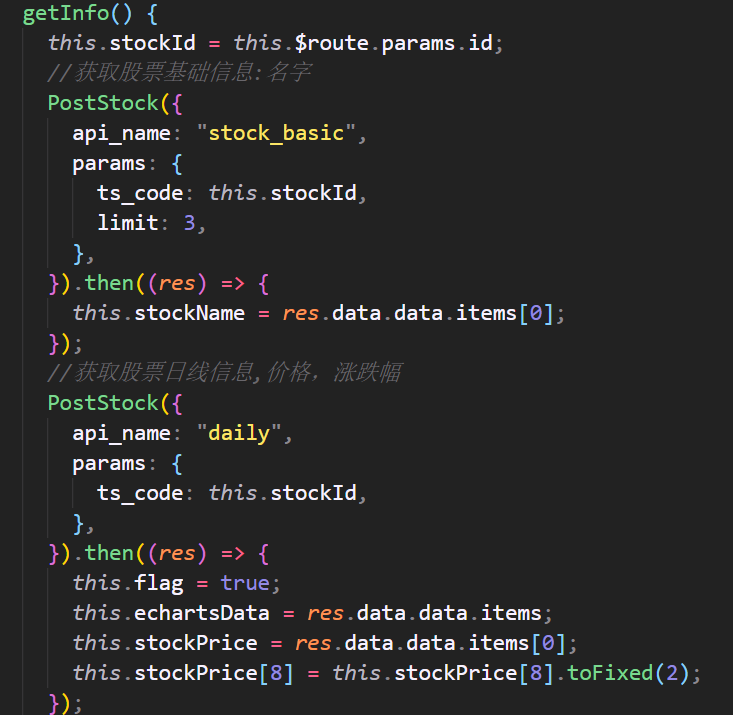 getInfo() {
this.stockId = this.$route.params.id;
//获取股票基础信息:名字
PostStock({
api_name: "stock_basic",
params: {
ts_code: this.stockId,
limit: 3,
},
}).then((res) => {
this.stockName = res.data.data.items[0];
});
//获取股票日线信息,价格，涨跌幅
PostStock({
api_name: "daily",
params: {
ts_code: this.stockId,
},
}).then((res) => {
this.flag = true;
this.echartsData = res.data.data.items;
this.stockPrice = res.data.data.items[0];
this.stockPrice[8] = this.stockPrice[8].toFixed(2);
});